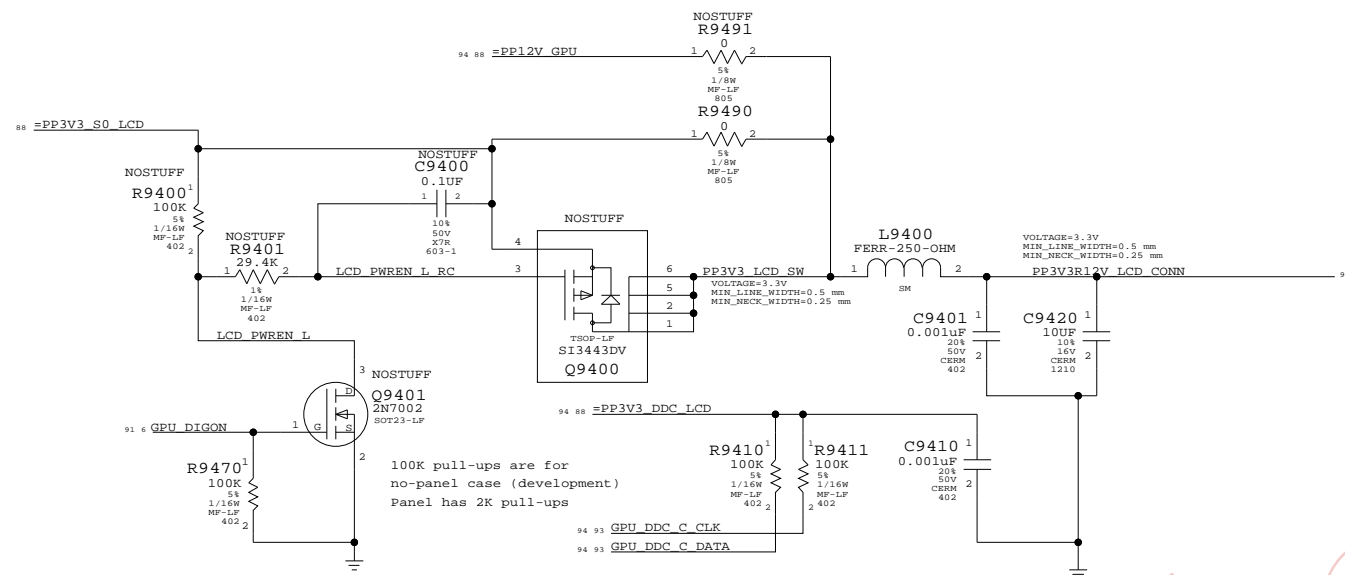 NOSTUFF
R9491
0
94 88 =PP12V_GPU
1 2
5%
1/8W
MF-LF
805
R9490
0
1 2
5%
1/8W
MF-LF
805
88 =PP3V3_S0_LCD
NOSTUFF
C9400
0.1UF
1 2
10%
50V
X7R
603-1
NOSTUFF
R9400
1
100K
5%
1/16W
MF-LF
402
2
NOSTUFF
R9401
29.4K
1 2
1%
1/16W
MF-LF
402
LCD_PWREN_L_RC
NOSTUFF
4
3
6
5
2
1
TSOP-LF
SI3443DV
Q9400
PP3V3_LCD_SW
VOLTAGE=3.3V
MIN_LINE_WIDTH=0.5 mm
MIN_NECK_WIDTH=0.25 mm
L9400
FERR-250-OHM
1 2
SM
VOLTAGE=3.3V
MIN_LINE_WIDTH=0.5 mm
MIN_NECK_WIDTH=0.25 mm
PP3V3R12V_LCD_CONN
9
C9401
1
0.001uF
20%
50V
CERM
402
2
C9420
1
10UF
10%
16V
CERM
1210
2
LCD_PWREN_L
3
NOSTUFF
D
Q9401
2N7002
SOT23-LF
G S
1
2
91 6 GPU_DIGON
R9470
1
100K
5%
1/16W
MF-LF
402
2
100K pull-ups are for
no-panel case (development)
Panel has 2K pull-ups
94 88 =PP3V3_DDC_LCD
R9410
1
100K
5%
1/16W
MF-LF
402
2
1
R9411
100K
5%
1/16W
MF-LF
402
2
C9410
1
0.001uF
20%
50V
CERM
402
2
94 93 GPU_DDC_C_CLK
94 93 GPU_DDC_C_DATA